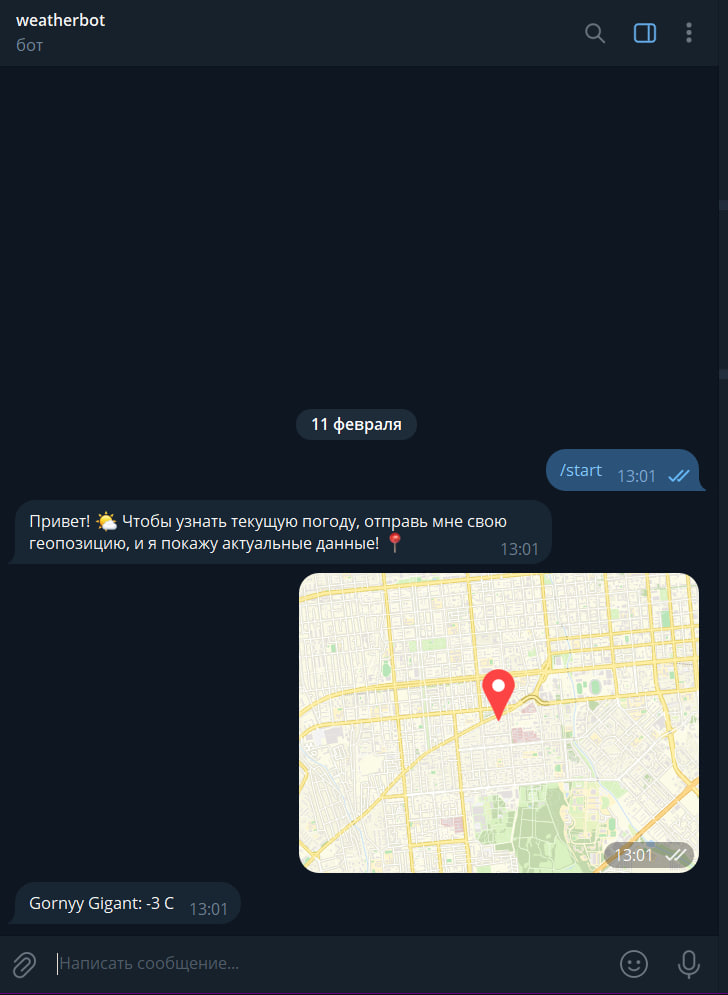 weatherbot
бот
11 февраля
/start 13:01
Привет! 🌤️ Чтобы узнать текущую погоду, отправь мне свою
геопозицию, и я покажу актуальные данные! 📍 13:01
13:01
Gornyy Gigant: -3 C 13:01
Написать сообщение...